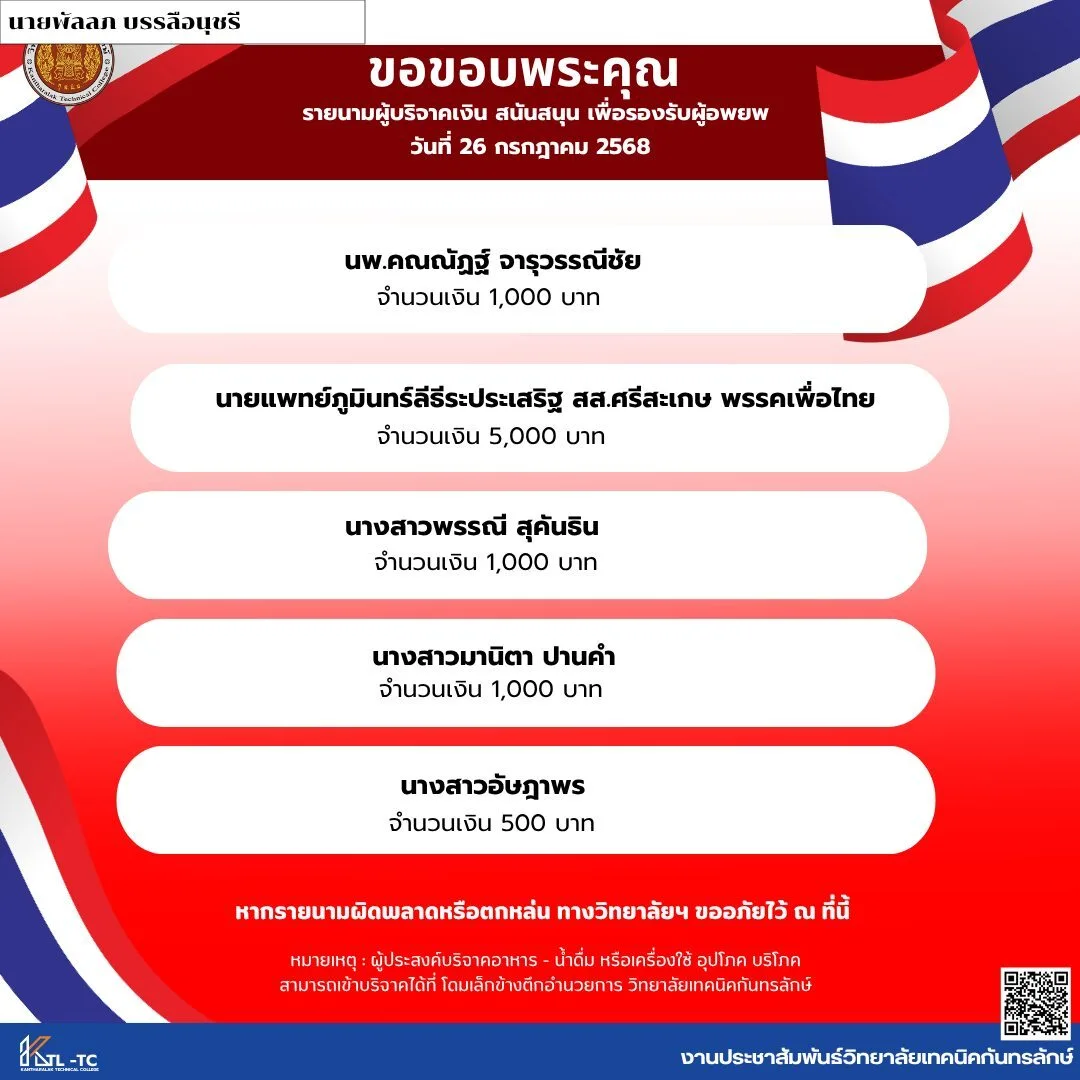 นายพัลลภ บรรลือนุชรี
Kantharalak Technical College
ขอขอบพระคุณ
รายนามผู้บริจาคเงิน สนันสนุน เพื่อรองรับผู้อพยพ
วันที่ 26 กรกฎาคม 2568
นพ.คณณัฏฐ์ จารุวรรณีชัย
จำนวนเงิน 1,000 บาท
นายแพทย์ภูมินทร์ลีธีระประเสริฐ สส.ศรีสะเกษ พรรคเพื่อไทย
จำนวนเงิน 5,000 บาท
นางสาวพรรณี สุคันธิน
จำนวนเงิน 1,000 บาท
นางสาวมานิตา ปานคำ
จำนวนเงิน 1,000 บาท
นางสาวอัษฎาพร
จำนวนเงิน 500 บาท
หากรายนามผิดพลาดหรือตกหล่น ทางวิทยาลัยฯ ขออภัยไว้ ณ ที่นี้
หมายเหตุ : ผู้ประสงค์บริจาคอาหาร - น้ำดื่ม หรือเครื่องใช้ อุปโภค บริโภค
สามารถเข้าบริจาคได้ที่ โดมเล็กข้างตึกอำนวยการ วิทยาลัยเทคนิคกันทรลักษ์
KTL -TC
KANTHARALAK TECHNICAL COLLEGE
งานประชาสัมพันธ์วิทยาลัยเทคนิคกันทรลักษ์